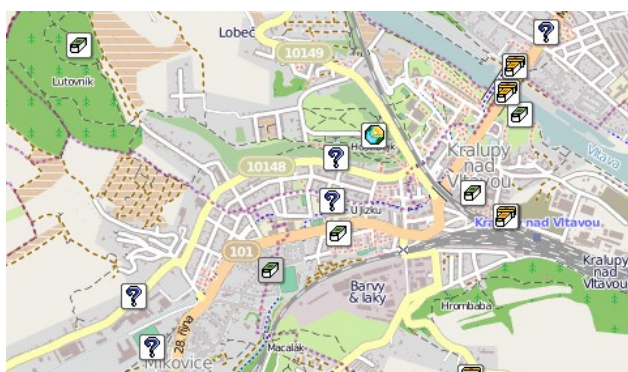 Lobeč
10149
Lutovník
Kralupy
nad
Vltavou
Vltava
10148
U Jízku
Kralupy nad Vltavou
101
Kralupy
nad
Vltavou
Barvy
& laky
Hrombaba
28. října
Mikovice
Macalák